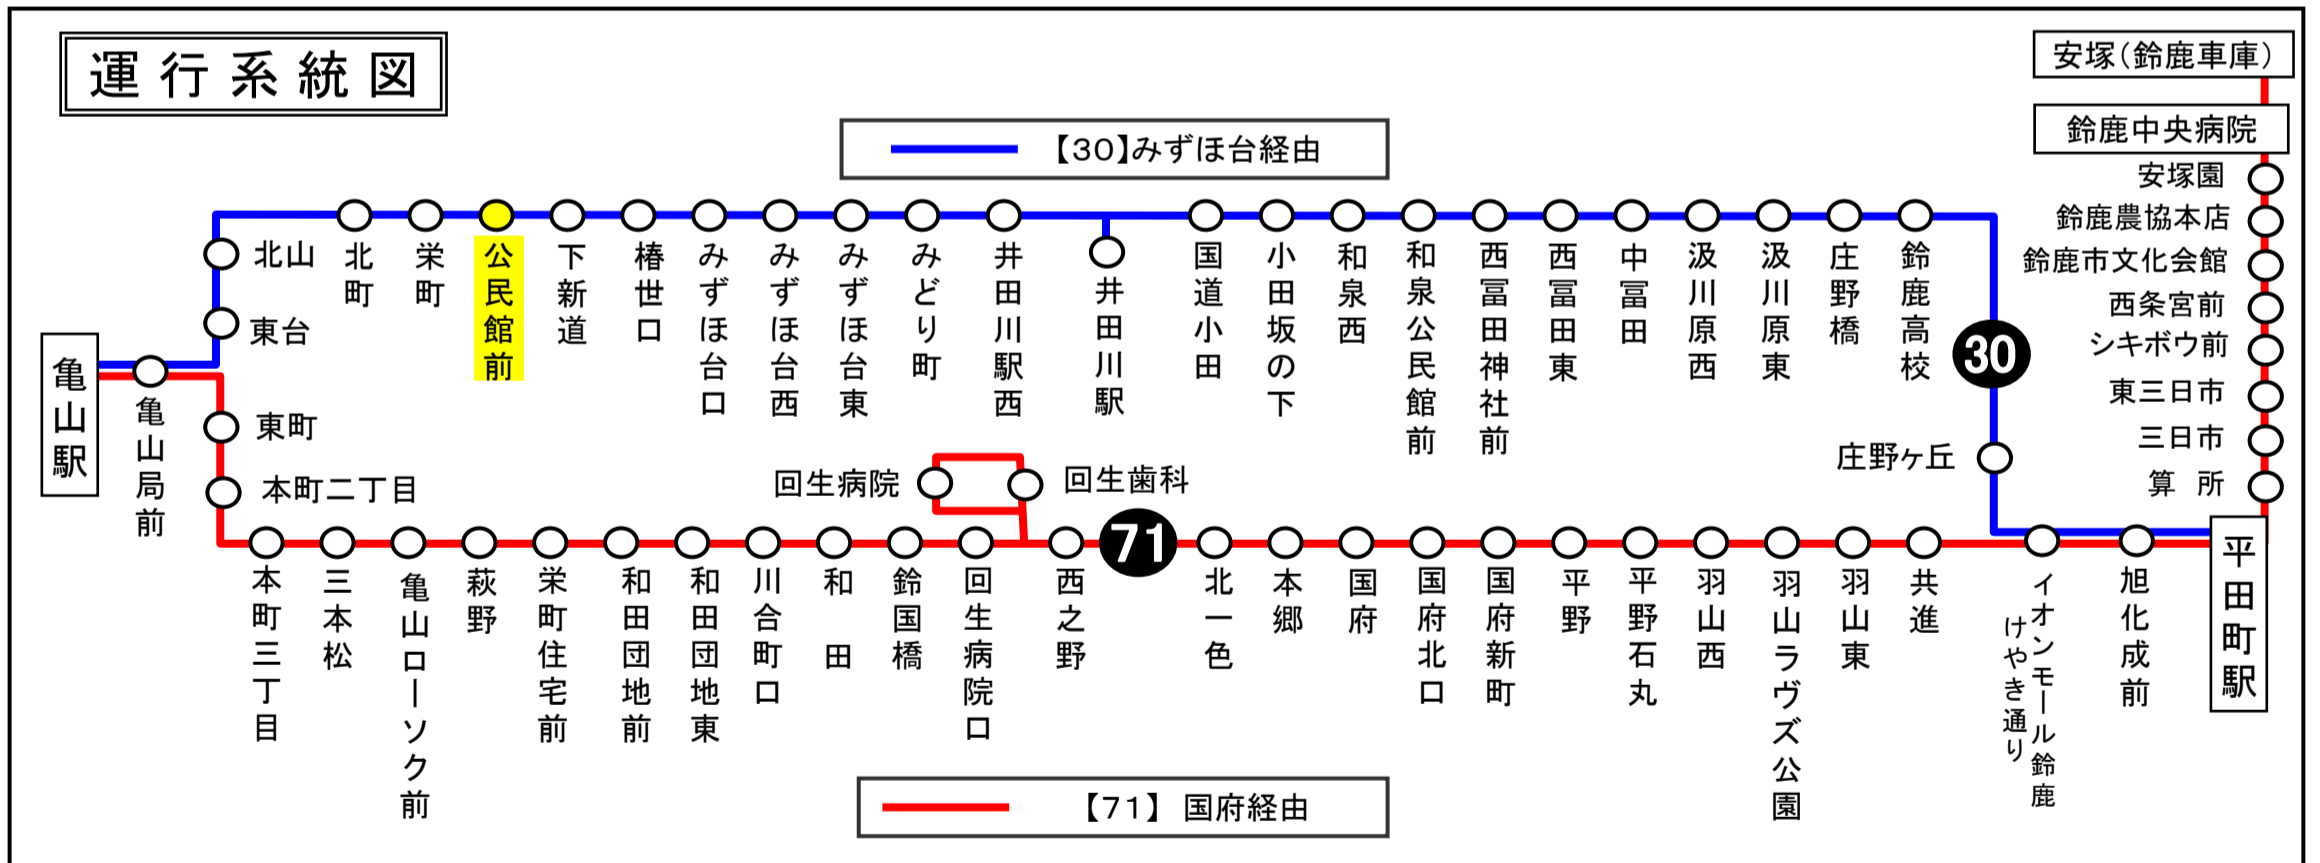 運行系統図
【30】みずほ台経由
安塚(鈴鹿車庫)
鈴鹿中央病院
安塚園
鈴鹿農協本店
鈴鹿市文化会館
西条宮前
シキボウ前
東三日市
三日市
算所
平田町駅
亀山駅
亀山局前
東台
北山
北町
栄町
公民館前
下新道
椿世口
みずほ台口
みずほ台西
みずほ台東
みどり町
井田川駅西
井田川駅
国道小田
小田坂の下
和泉西
和泉公民館前
西冨田神社前
西冨田東
中冨田
汲川原西
汲川原東
庄野橋
鈴鹿高校
30
庄野ヶ丘
東町
本町二丁目
本町三丁目
三本松
亀山ローソク前
萩野
栄町住宅前
和田団地前
和田団地東
川合町口
和田
鈴国橋
回生病院口
回生病院
回生歯科
西之野
71
北一色
本郷
国府
国府北口
国府新町
平野
平野石丸
羽山西
羽山ラヴズ公園
羽山東
共進
イオンモール鈴鹿
けやき通り
旭化成前
【71】 国府経由